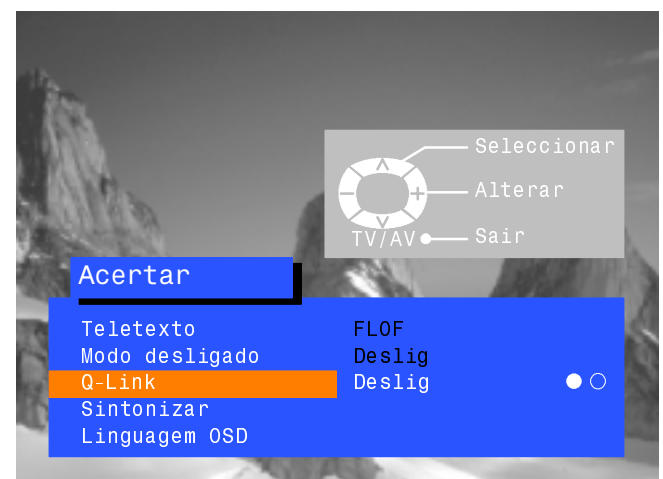 Seleccionar
Alterar
TV/AV Sair
Acertar
Teletexto FLOF
Modo desligado Deslig
Q-Link Deslig
Sintonizar
Linguagem OSD